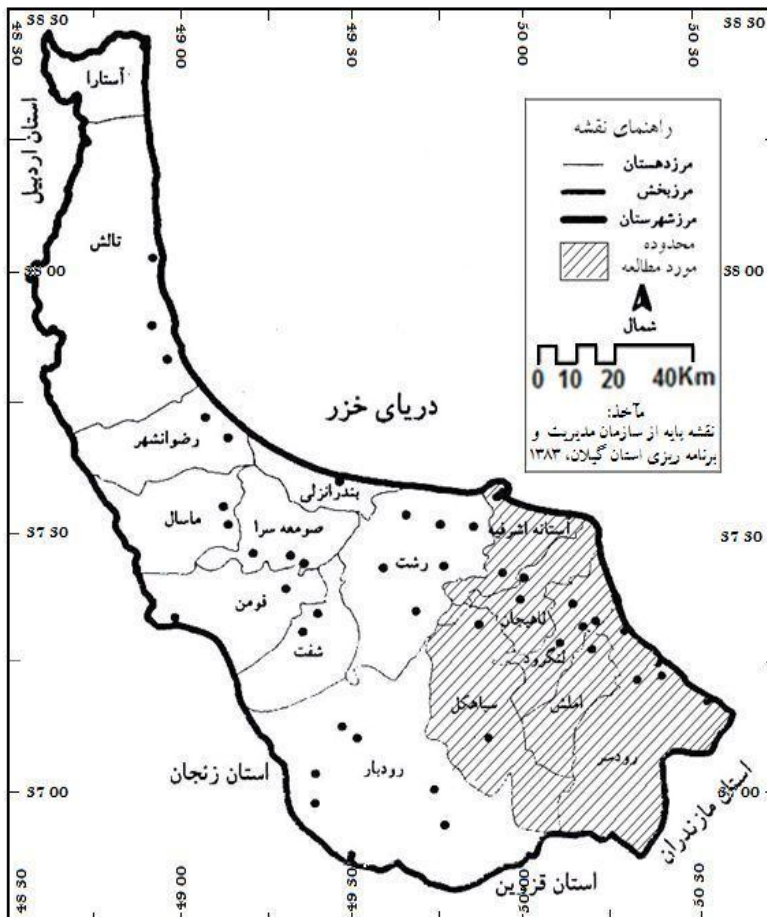 38 30
48 30
49 00
49 30
50 00
50 30
38 30
آستارا
استان اردبیل
راهنمای نقشه
مرزدهستان
مرزبخش
مرزشهرستان
محدوده
مورد مطالعه
شمال
0 10 20 40Km
مآخذ:
نقشه پایه از سازمان مدیریت و
برنامه ریزی استان گیلان، ۱۳۸۳
تالش
38 00
38 00
دریای خزر
رضوانشهر
بندرانزلی
ماسال
صومعه سرا
37 30
37 30
آستانه اشرفیه
رشت
فومن
لاهیجان
شفت
لنگرود
سیاهکل
املش
رودسر
رودبار
استان زنجان
37 00
37 00
استان مازندران
استان قزوین
48 30
49 00
49 30
50 00
50 30